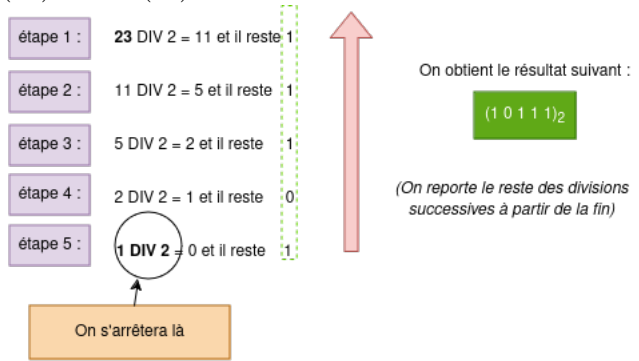 étape 1 : 23 DIV 2 = 11 et il reste 1
étape 2 : 11 DIV 2 = 5 et il reste 1
étape 3 : 5 DIV 2 = 2 et il reste 1
étape 4 : 2 DIV 2 = 1 et il reste 0
étape 5 : 1 DIV 2 = 0 et il reste 1
On s'arrêtera là
On obtient le résultat suivant :
(1 0 1 1 1)2
(On reporte le reste des divisions
successives à partir de la fin)